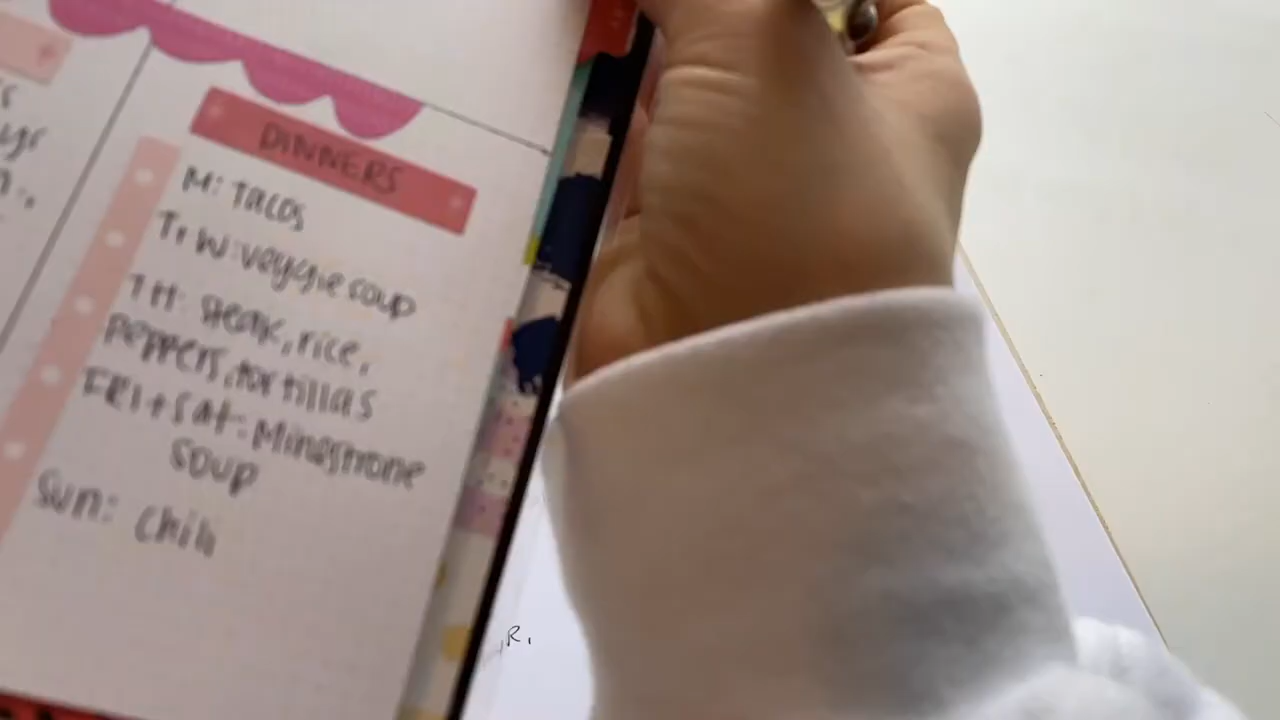 DINNERS
M: Tacos
T+W: veggie soup
TH: steak, rice,
peppers, tortillas
FRI + Sat: Minestrone
soup
Sun: Chili
R,